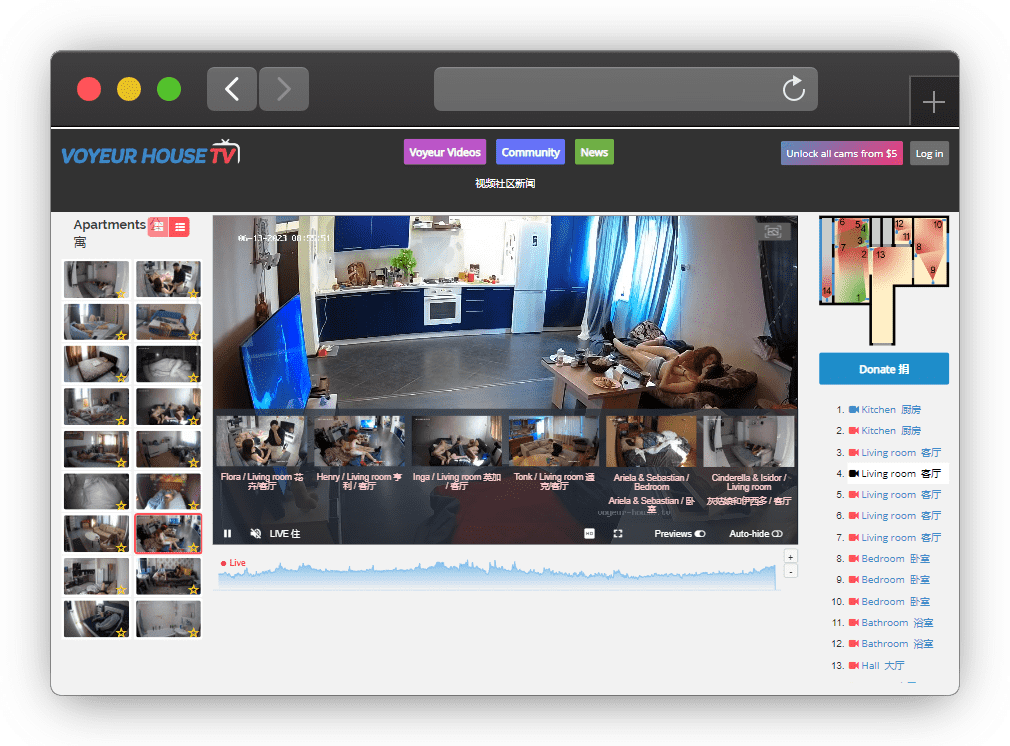 VOYEUR HOUSE TV
Voyeur Videos
Community
News
视频社区新闻
Unlock all cams from $5
Log in
Apartments
寓
06-13-2023 08:55:51
Flora / Living room 花
卉/客厅
Henry / Living room 亨
利 / 客厅
Inga / Living room 英加
/ 客厅
Tonk / Living room 通
克/客厅
Ariela & Sebastian /
Bedroom
Ariela & Sebastian / 卧
室
Cinderella & Isidor /
Living room
灰姑娘和伊西多 / 客厅
voyeur-house.tv
LIVE 住
HD
Previews
Auto-hide
Live
+
-
6
5
4
3
7
2
1
14
13
12
11
10
8
9
Donate 捐
1. Kitchen 厨房
2. Kitchen 厨房
3. Living room 客厅
4. Living room 客厅
5. Living room 客厅
6. Living room 客厅
7. Living room 客厅
8. Bedroom 卧室
9. Bedroom 卧室
10. Bedroom 卧室
11. Bathroom 浴室
12. Bathroom 浴室
13. Hall 大厅